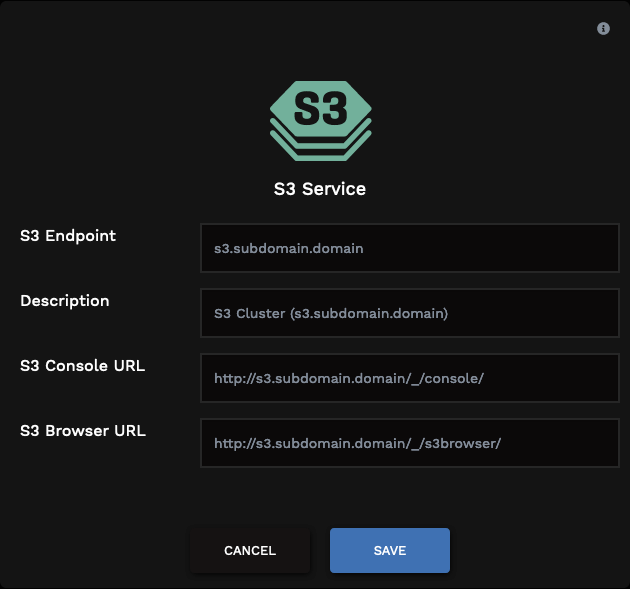 S3
S3 Service
S3 Endpoint
s3.subdomain.domain
Description
S3 Cluster (s3.subdomain.domain)
S3 Console URL
http://s3.subdomain.domain/_/console/
S3 Browser URL
http://s3.subdomain.domain/_/s3browser/
CANCEL
SAVE